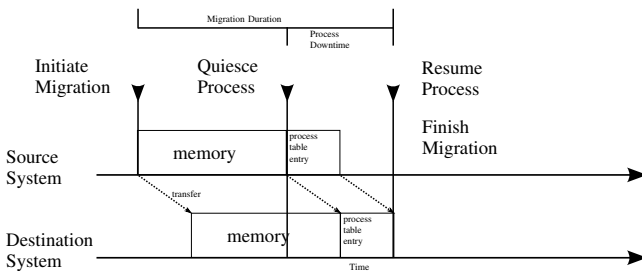 Migration Duration
Process
Downtime
Initiate
Migration
Quiesce
Process
Resume
Process
Finish
Migration
Source
System
memory
process
table
entry
transfer
Destination
System
memory
process
table
entry
Time